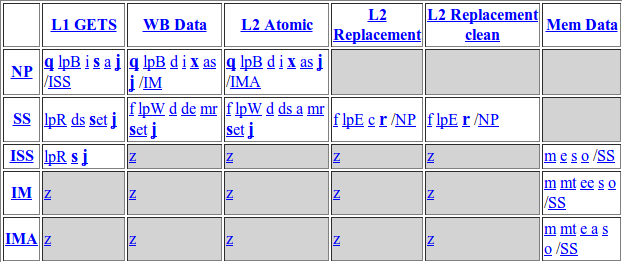 L1 GETS WB Data L2 Atomic L2 Replacement L2 Replacement clean Mem Data
NP q lpB i s a j /ISS q lpB d i x as j /IM q lpB d i x as j /IMA
SS lpR ds set j f lpW d de mr set j f lpW d ds a mr set j f lpE c r /NP f lpE r /NP
ISS lpR s j z z z z m e s o /SS
IM z z z z z m mt ee s o /SS
IMA z z z z z m mt e a s o /SS